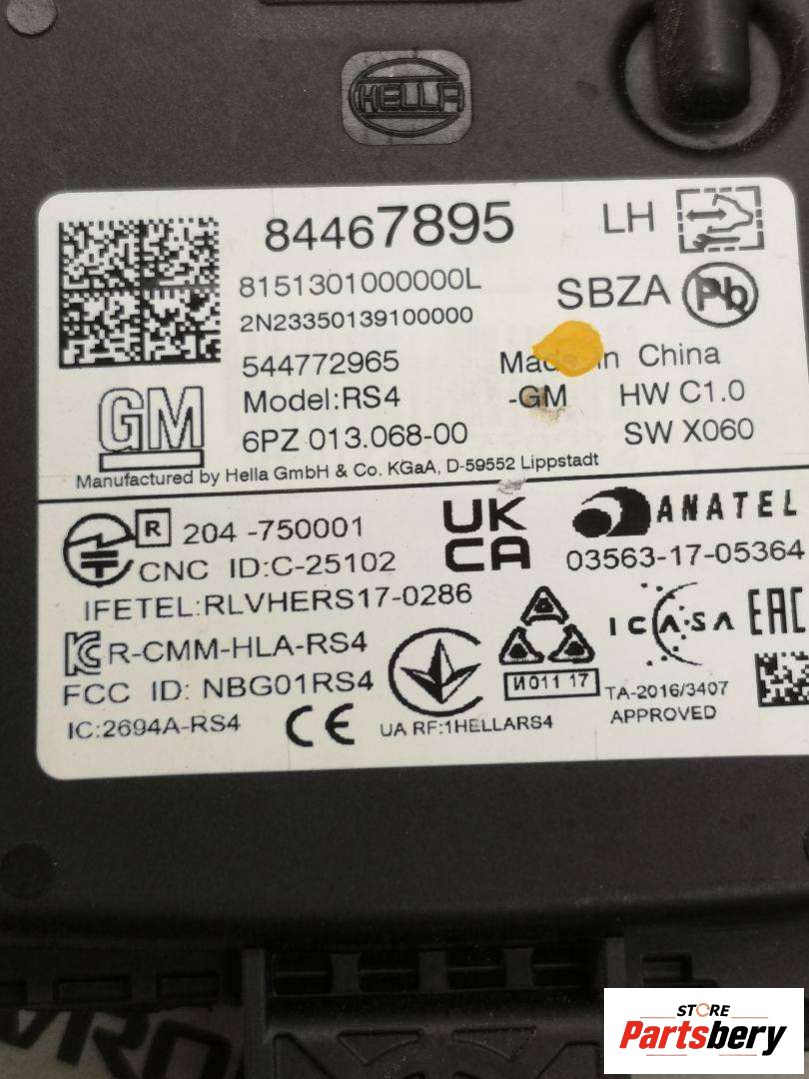 HELLA
84467895 LH
8151301000000L
SBZA Pb
2N23350139100000
544772965 Made in China
GM Model:RS4 -GM HW C1.0
6PZ 013.068-00 SW X060
Manufactured by Hella GmbH & Co. KGaA, D-59552 Lippstadt
R 204-750001 UK CA ANATEL
CNC ID:C-25102 03563-17-05364
IFETEL:RLVHERS17-0286
ICASA EAC
R-CMM-HLA-RS4
FCC ID: NBG01RS4
И011 17 TA-2016/3407
IC:2694A-RS4 CE UA RF:1HELLARS4 APPROVED
STORE
Partsbery